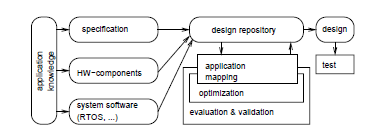 application
knowledge
specification
HW−components
system software
(RTOS, ...)
design repository
design
application
mapping
optimization
evaluation & validation
test